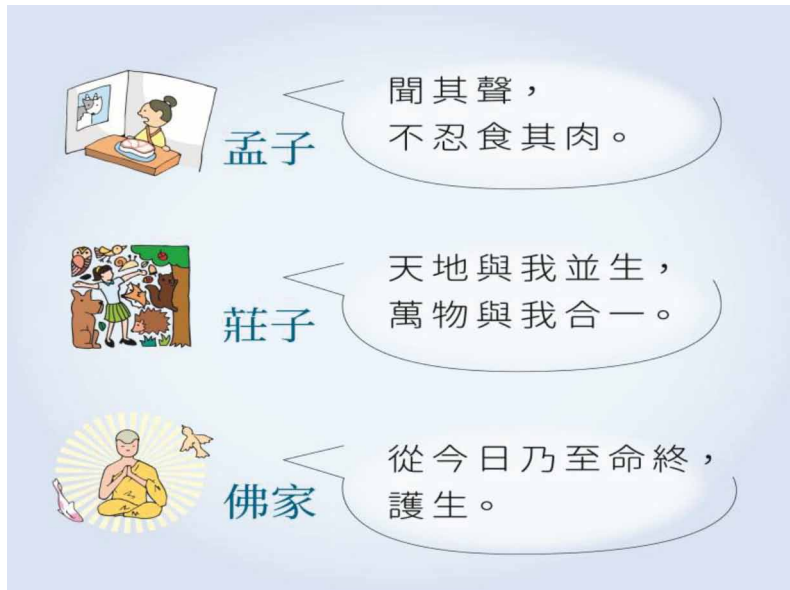 孟子
聞其聲，
不忍食其肉。
莊子
天地與我並生，
萬物與我合一。
佛家
從今日乃至命終，
護生。